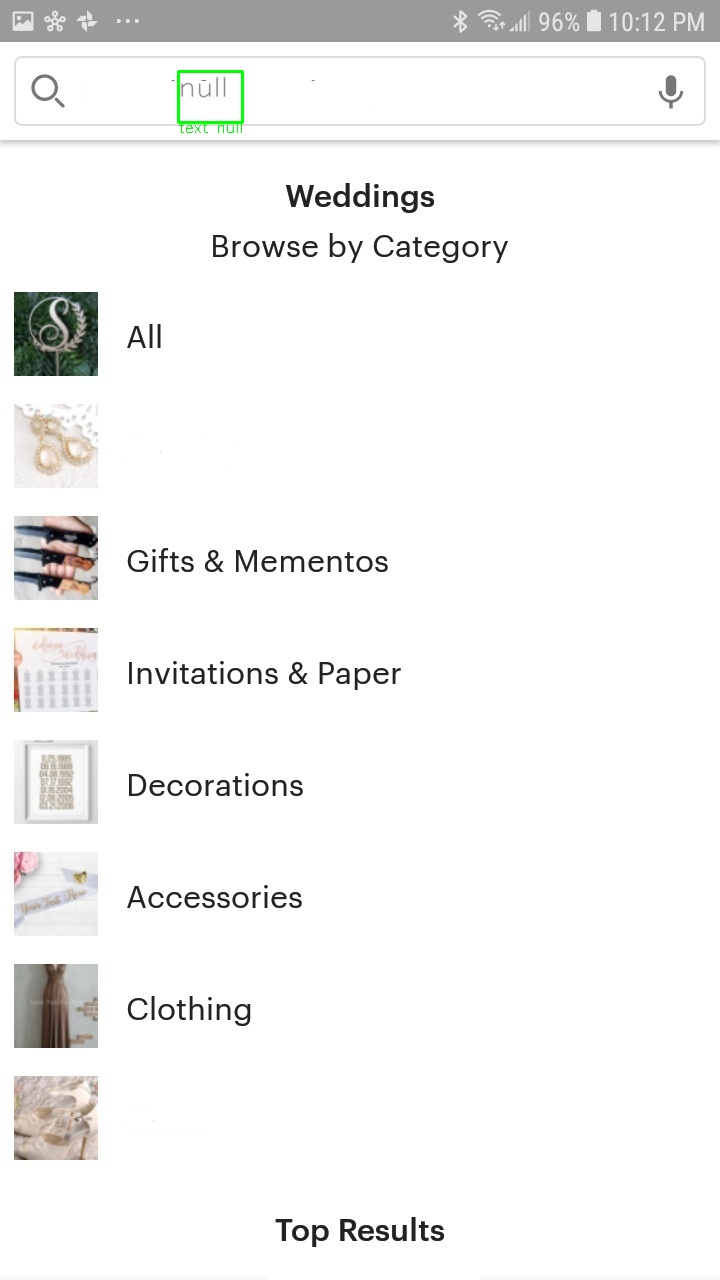 96% 10:12 PM
null
text null
Weddings
Browse by Category
All
Gifts & Mementos
Invitations & Paper
Decorations
Accessories
Clothing
Top Results